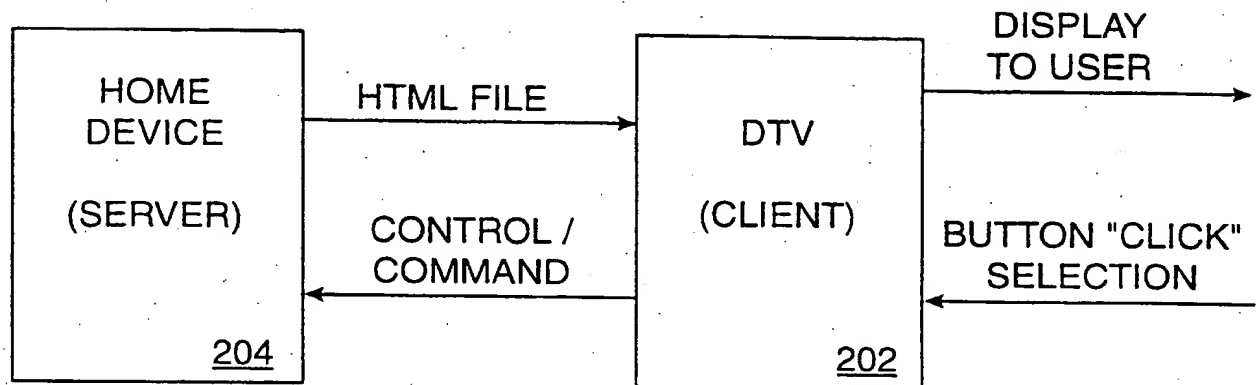 HOME
DEVICE
(SERVER)
204
HTML FILE
CONTROL /
COMMAND
DTV
(CLIENT)
202
DISPLAY
TO USER
BUTTON "CLICK"
SELECTION